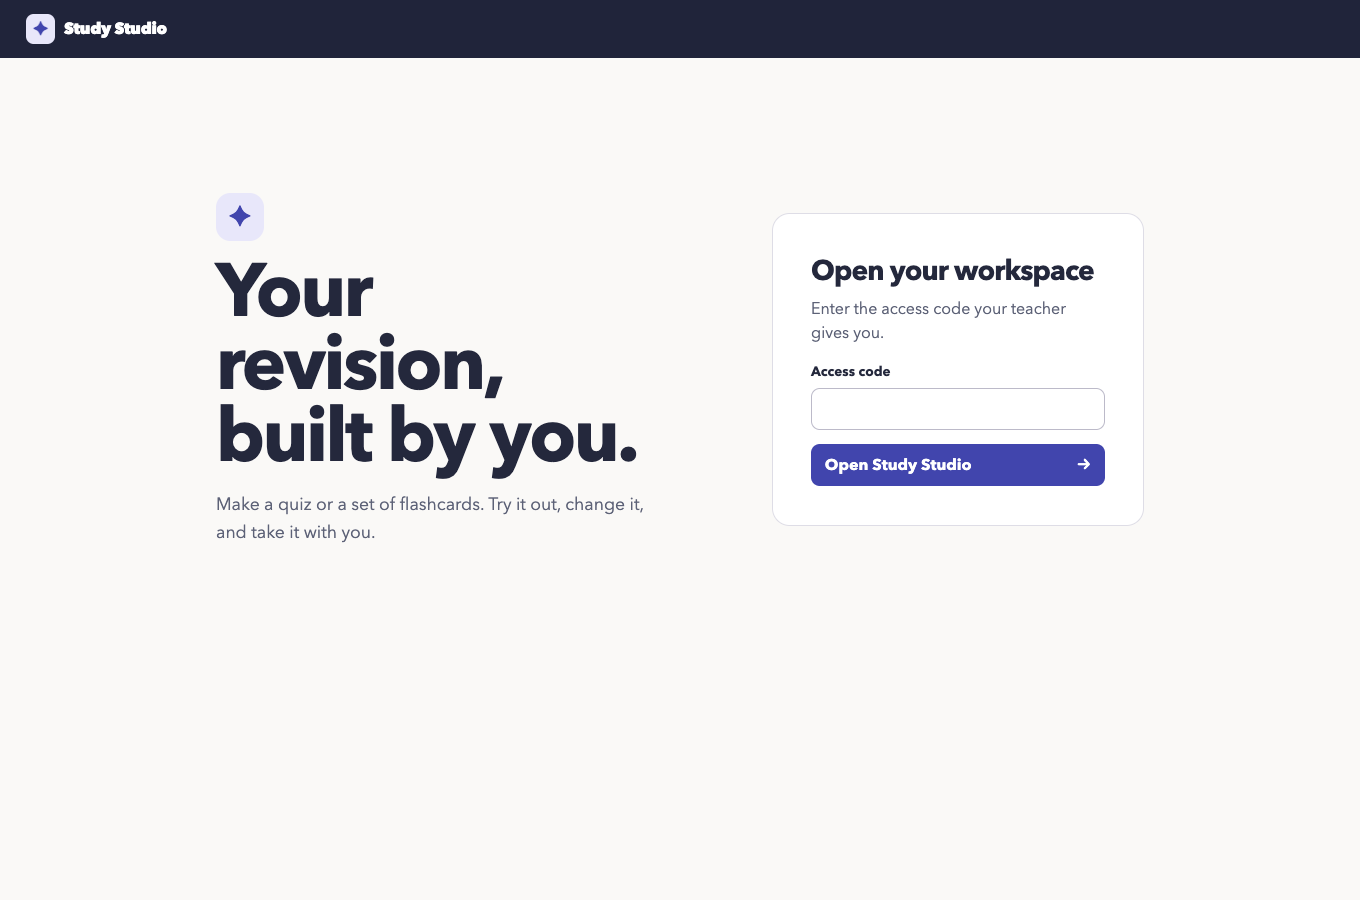 Study Studio
Your
revision,
built by you.
Make a quiz or a set of flashcards. Try it out, change it,
and take it with you.
Open your workspace
Enter the access code your teacher
gives you.
Access code
Open Study Studio →